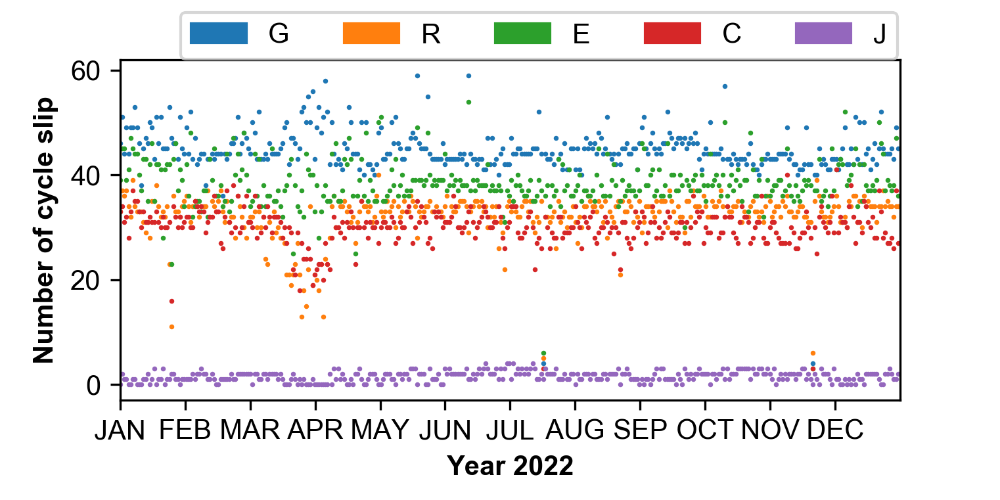 G R E C J
60
40
20
0
Number of cycle slip
JAN FEB MAR APR MAY JUN JUL AUG SEP OCT NOV DEC
Year 2022